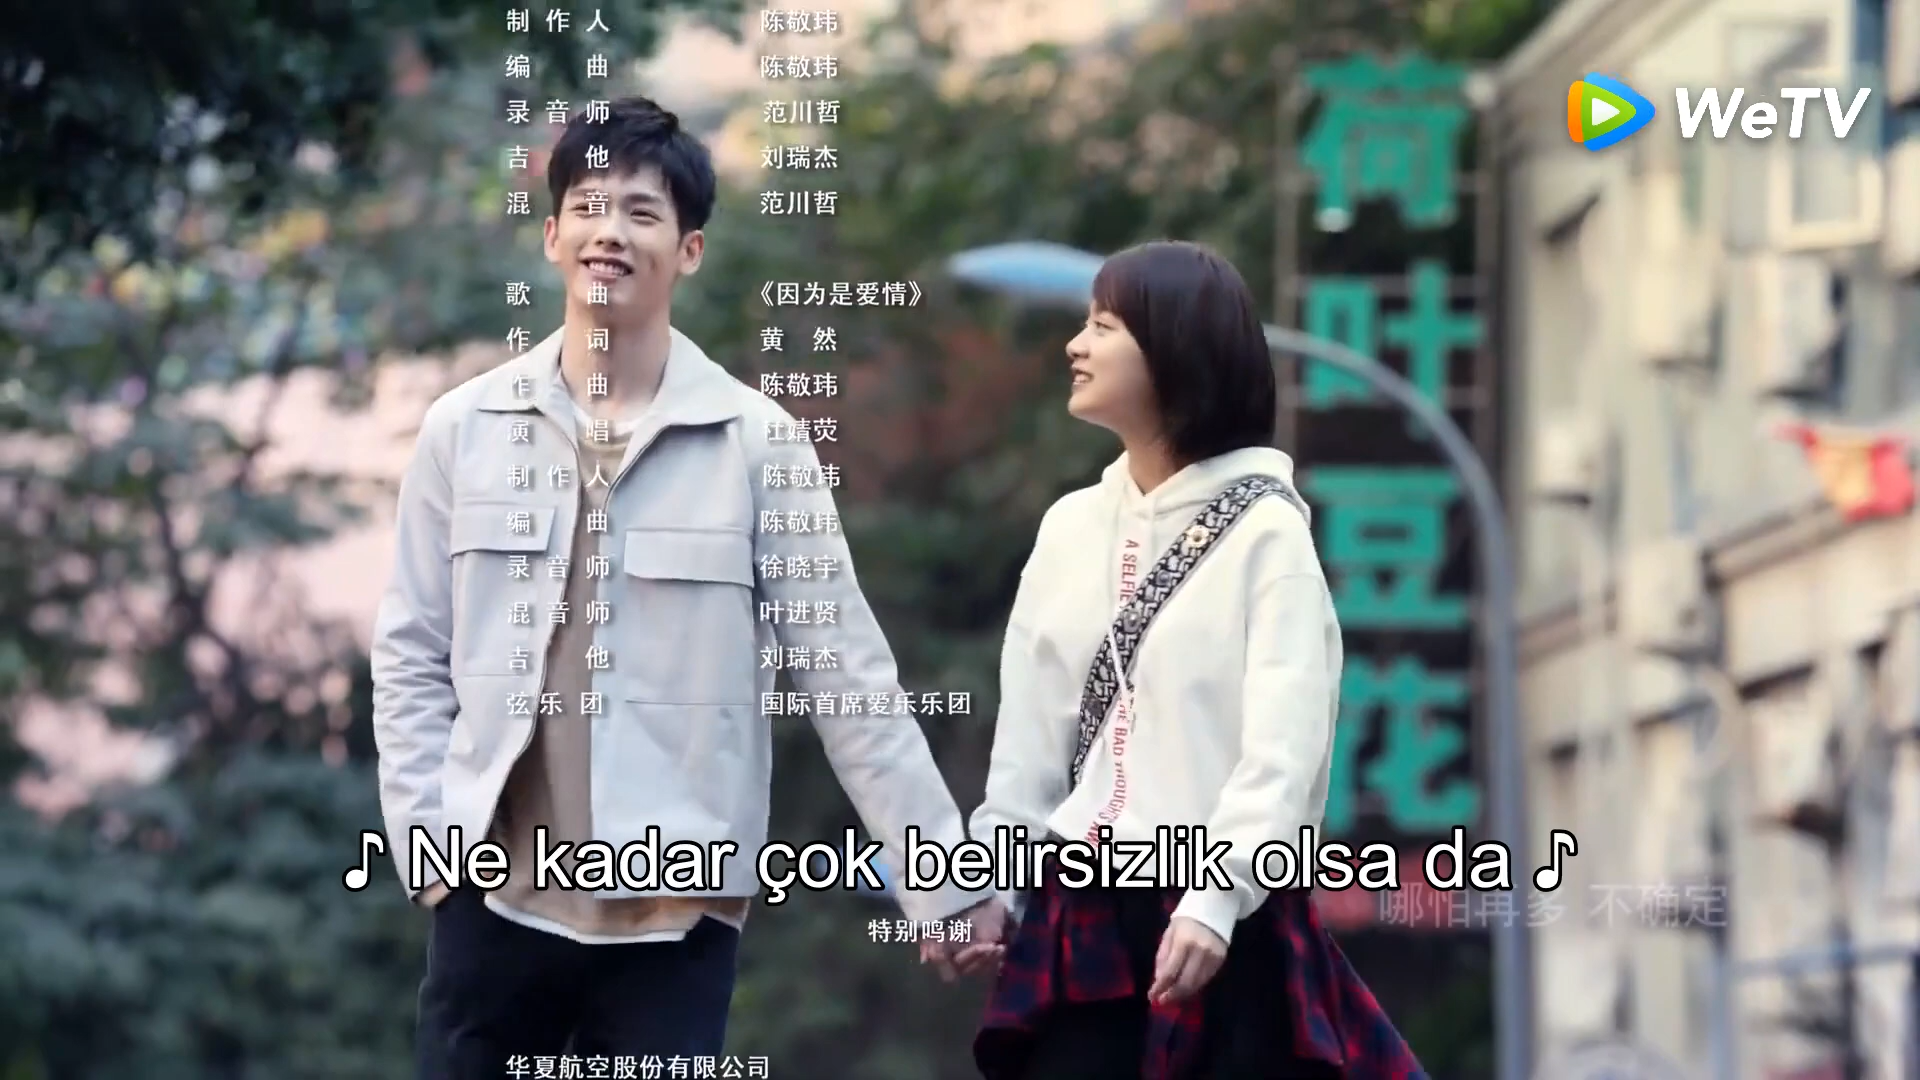 制作人 陈敬玮
编曲 陈敬玮
录音师 范川哲
吉他 刘瑞杰
混音 范川哲
WeTV
歌曲 《因为是爱情》
作词 黄然
作曲 陈敬玮
演唱 杜婧荧
制作人 陈敬玮
编曲 陈敬玮
录音师 徐晓宇
混音师 叶进贤
吉他 刘瑞杰
弦乐团 国际首席爱乐乐团
荷叶豆花
A SELFIE
BAD THOUGHTS
♪ Ne kadar çok belirsizlik olsa da ♪
哪怕再多 不确定
特别鸣谢
华夏航空股份有限公司